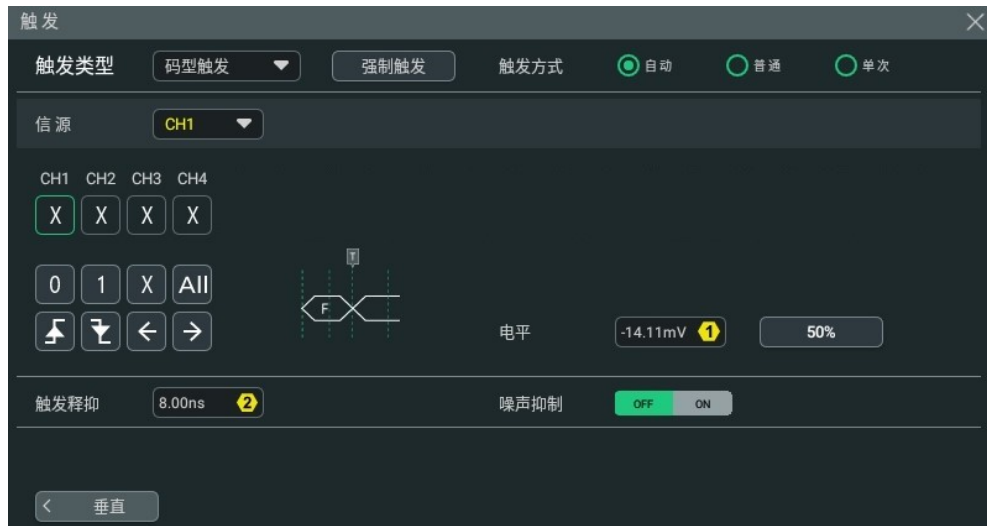 触发
触发类型 码型触发 强制触发 触发方式 自动 普通 单次
信源 CH1
CH1 CH2 CH3 CH4
X X X X
T
0 1 X All
F
电平 -14.11mV 1 50%
触发释抑 8.00ns 2 噪声抑制 OFF ON
垂直